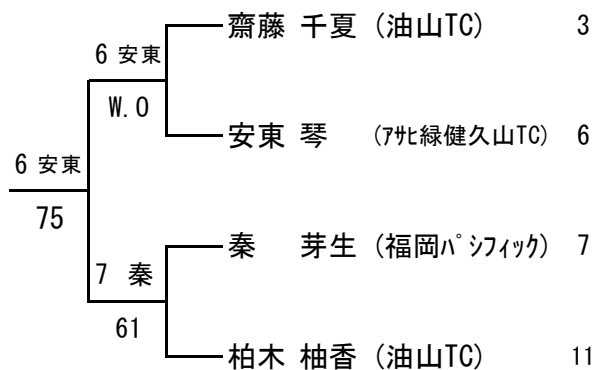 齋藤 千夏 (油山TC) 3
6 安東
W.O
安東 琴 (ｱｻﾋ緑健久山TC) 6
6 安東
75
秦 芽生 (福岡ﾊﾟｼﾌｨｯｸ) 7
7 秦
61
柏木 柚香 (油山TC) 11